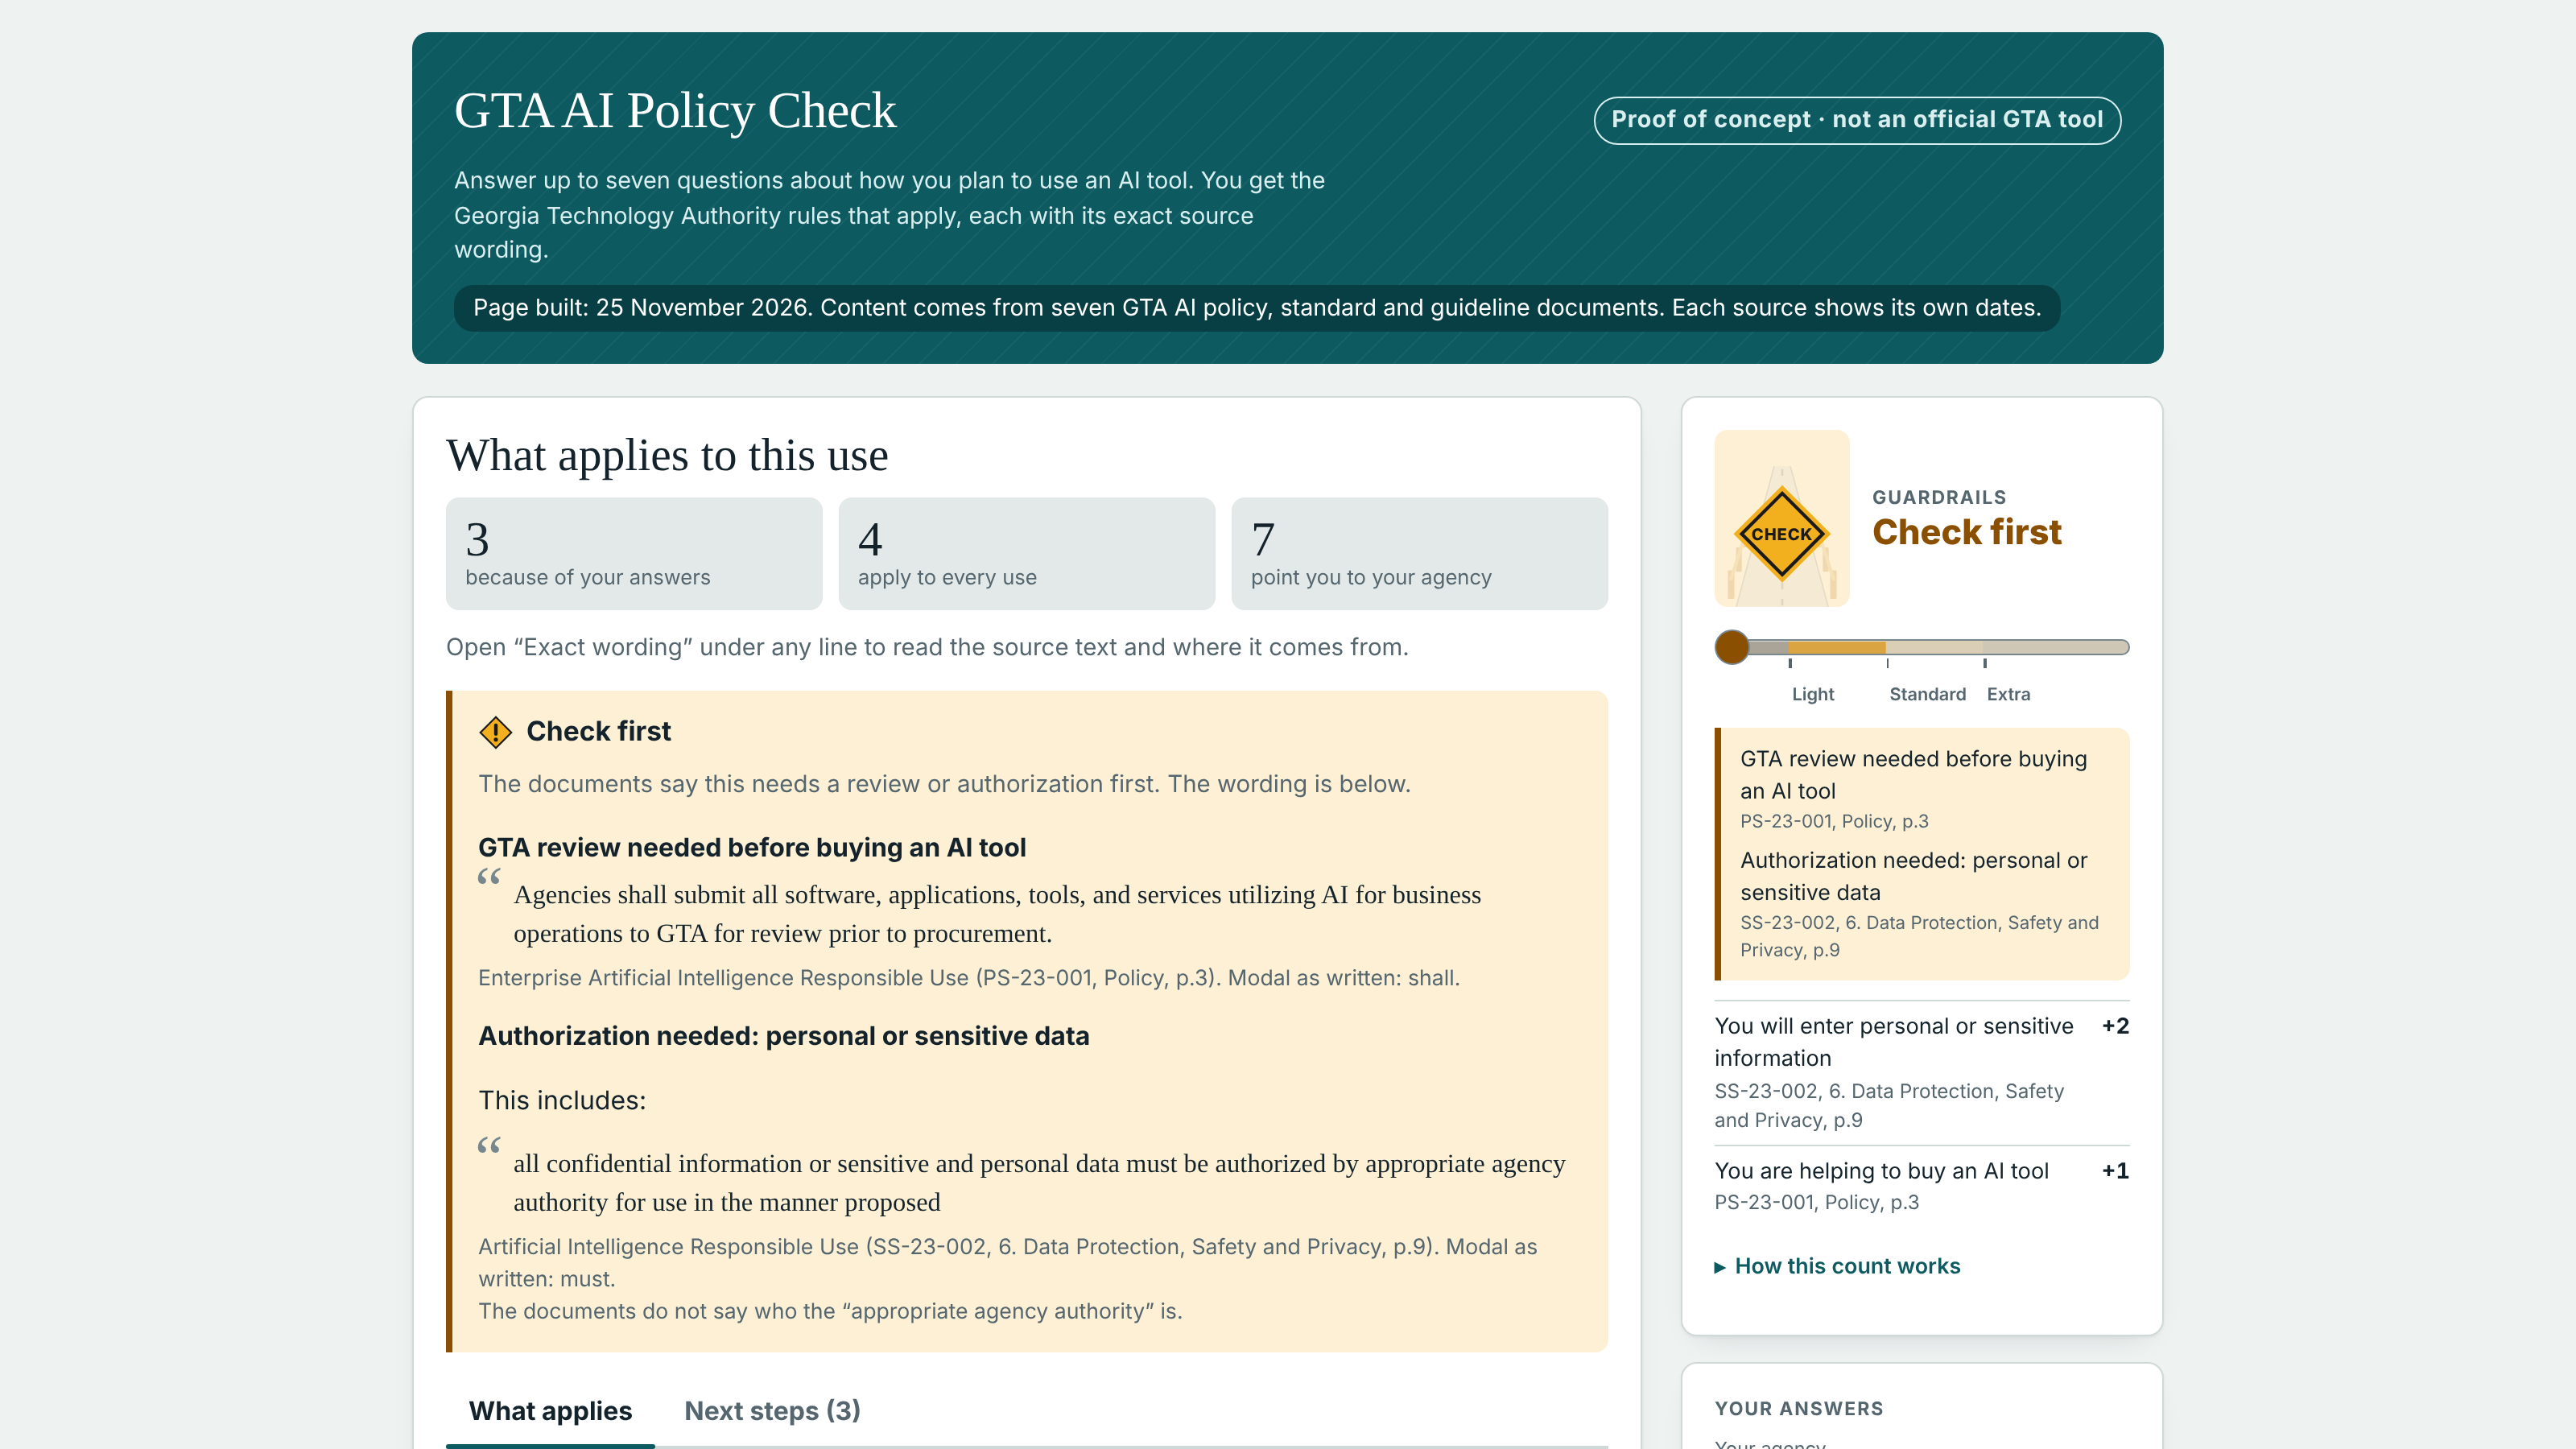 GTA AI Policy Check
Proof of concept · not an official GTA tool
Answer up to seven questions about how you plan to use an AI tool. You get the
Georgia Technology Authority rules that apply, each with its exact source
wording.
Page built: 25 November 2026. Content comes from seven GTA AI policy, standard and guideline documents. Each source shows its own dates.
What applies to this use
3
because of your answers
4
apply to every use
7
point you to your agency
Open “Exact wording” under any line to read the source text and where it comes from.
Check first
The documents say this needs a review or authorization first. The wording is below.
GTA review needed before buying an AI tool
“Agencies shall submit all software, applications, tools, and services utilizing AI for business
operations to GTA for review prior to procurement.
Enterprise Artificial Intelligence Responsible Use (PS-23-001, Policy, p.3). Modal as written: shall.
Authorization needed: personal or sensitive data
This includes:
“all confidential information or sensitive and personal data must be authorized by appropriate agency
authority for use in the manner proposed
Artificial Intelligence Responsible Use (SS-23-002, 6. Data Protection, Safety and Privacy, p.9). Modal as
written: must.
The documents do not say who the “appropriate agency authority” is.
What applies
Next steps (3)
CHECK
GUARDRAILS
Check first
Light
Standard
Extra
GTA review needed before buying
an AI tool
PS-23-001, Policy, p.3
Authorization needed: personal or
sensitive data
SS-23-002, 6. Data Protection, Safety and
Privacy, p.9
You will enter personal or sensitive +2
information
SS-23-002, 6. Data Protection, Safety
and Privacy, p.9
You are helping to buy an AI tool +1
PS-23-001, Policy, p.3
▸ How this count works
YOUR ANSWERS
Your agency